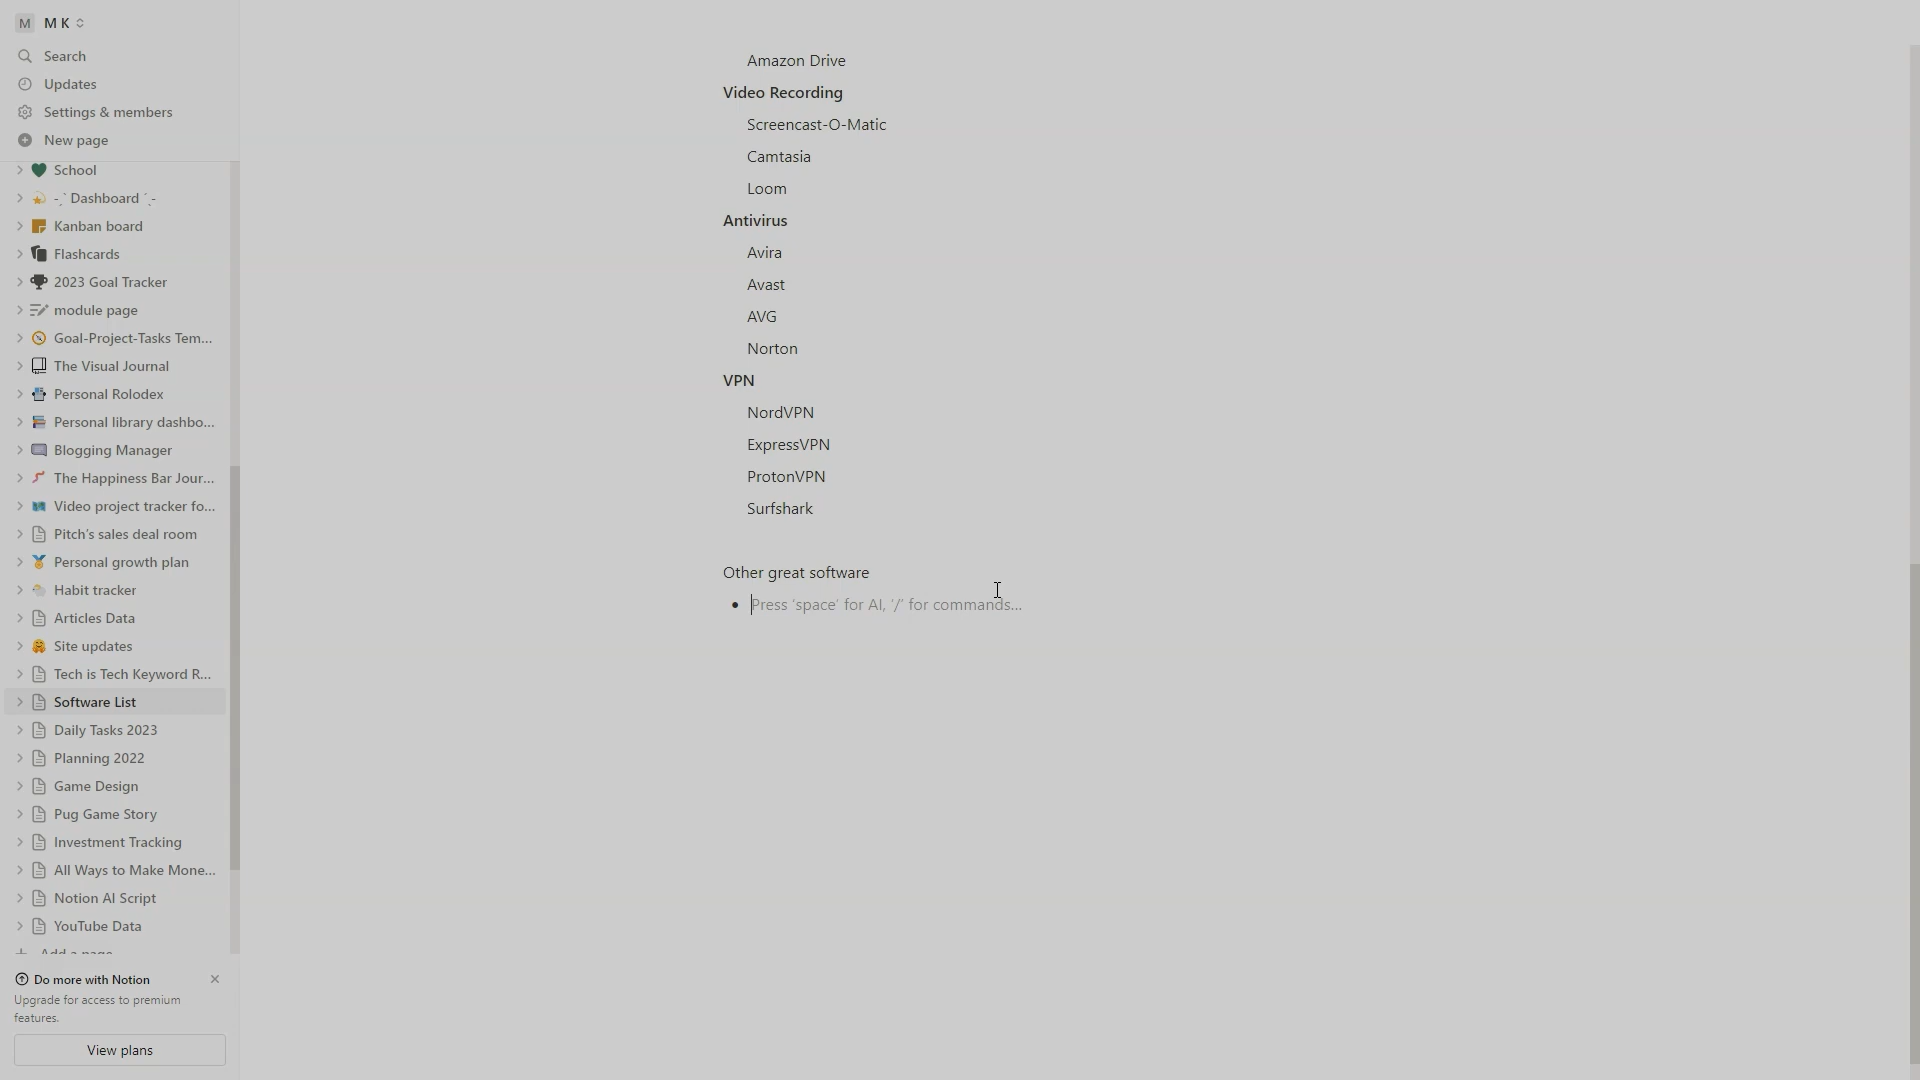 M M K
Search
Updates
Settings & members
New page
School
-ˏˋ Dashboard ˊˎ-
Kanban board
Flashcards
2023 Goal Tracker
module page
Goal-Project-Tasks Tem...
The Visual Journal
Personal Rolodex
Personal library dashbo...
Blogging Manager
The Happiness Bar Jour...
Video project tracker fo...
Pitch's sales deal room
Personal growth plan
Habit tracker
Articles Data
Site updates
Tech is Tech Keyword R...
Software List
Daily Tasks 2023
Planning 2022
Game Design
Pug Game Story
Investment Tracking
All Ways to Make Mone...
Notion AI Script
YouTube Data
Add a page
Do more with Notion
Upgrade for access to premium
features.
View plans
Amazon Drive
Video Recording
Screencast-O-Matic
Camtasia
Loom
Antivirus
Avira
Avast
AVG
Norton
VPN
NordVPN
ExpressVPN
ProtonVPN
Surfshark
Other great software
• Press ‘space’ for AI, ‘/’ for commands...